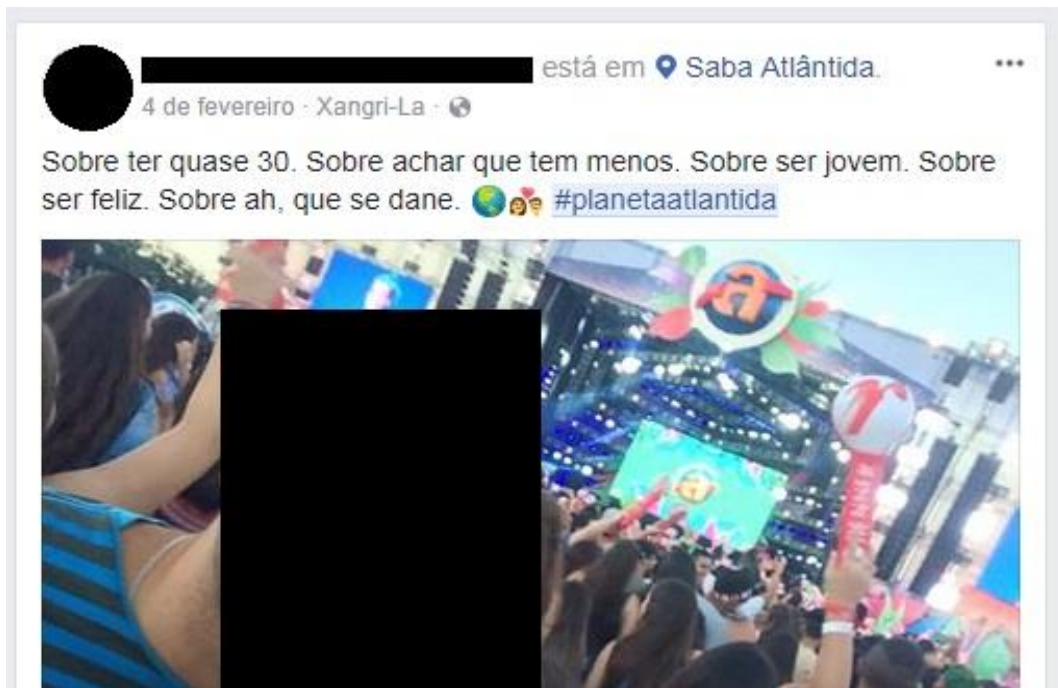 está em Saba Atlântida.
4 de fevereiro · Xangri-La ·
Sobre ter quase 30. Sobre achar que tem menos. Sobre ser jovem. Sobre
ser feliz. Sobre ah, que se dane. 🌎💑 #planetaatlantida
a
r
RENNER
a